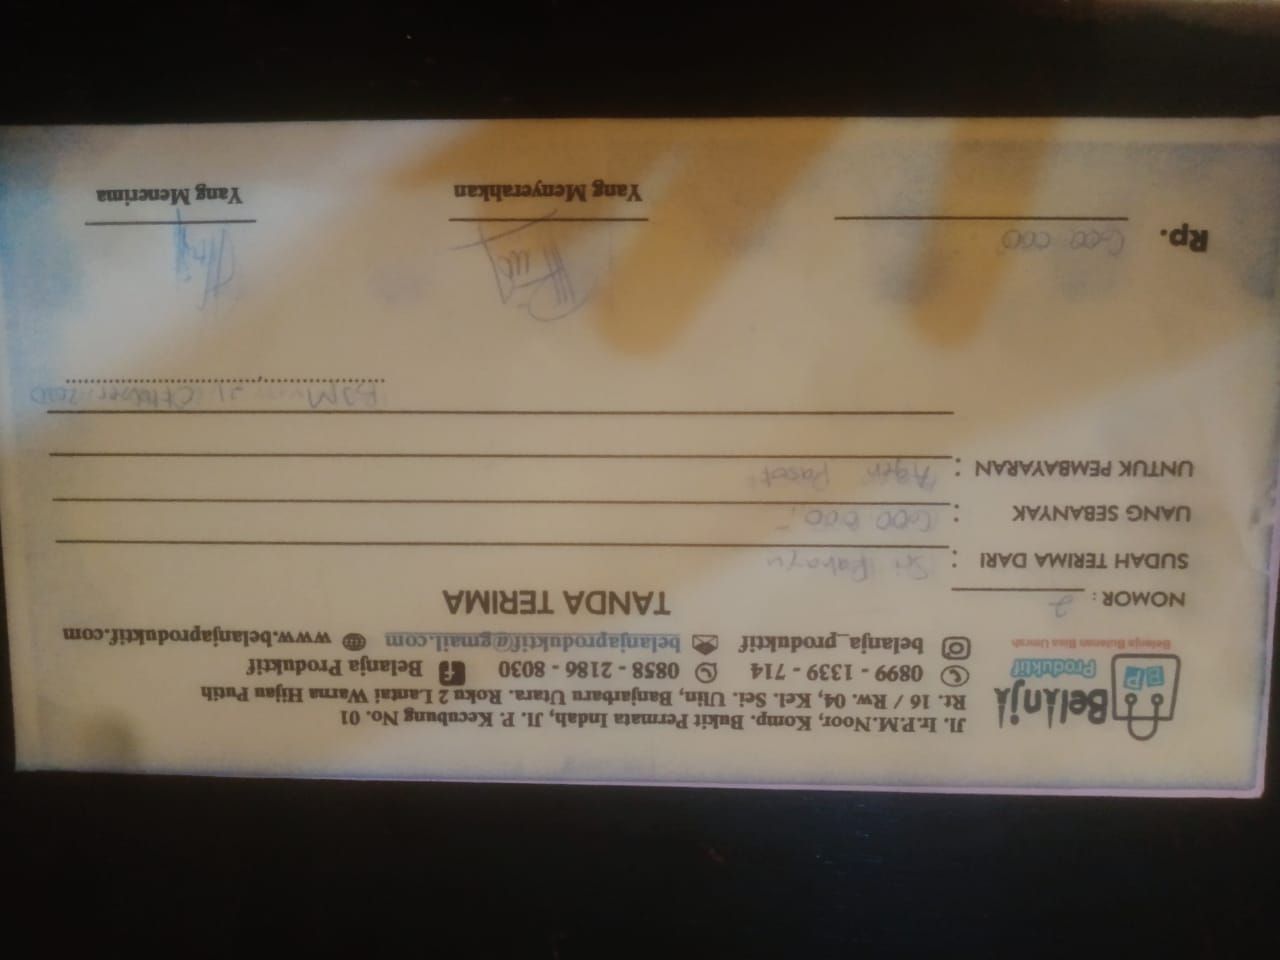 Belanja
BP
Produktif
Belanja Bulanan Bisa Umrah
Jl. Ir.P.M.Noor, Komp. Bukit Permata Indah, Jl. P. Kecubung No. 01
Rt. 16 / Rw. 04, Kel. Sei. Ulin, Banjarbaru Utara. Roku 2 Lantai Warna Hijau Putih
0899 - 1339 - 714 0858 - 2186 - 8030 Belanja Produktif
belanja_produktif belanjaproduktif@gmail.com www.belanjaproduktif.com
TANDA TERIMA
NOMOR : 2
SUDAH TERIMA DARI : Sri Rahayu
UANG SEBANYAK : 600 000,-
UNTUK PEMBAYARAN : Agen
BJM 21 Oktober 2020
Rp. 600 000
Yang Menyerahkan Yang Menerima